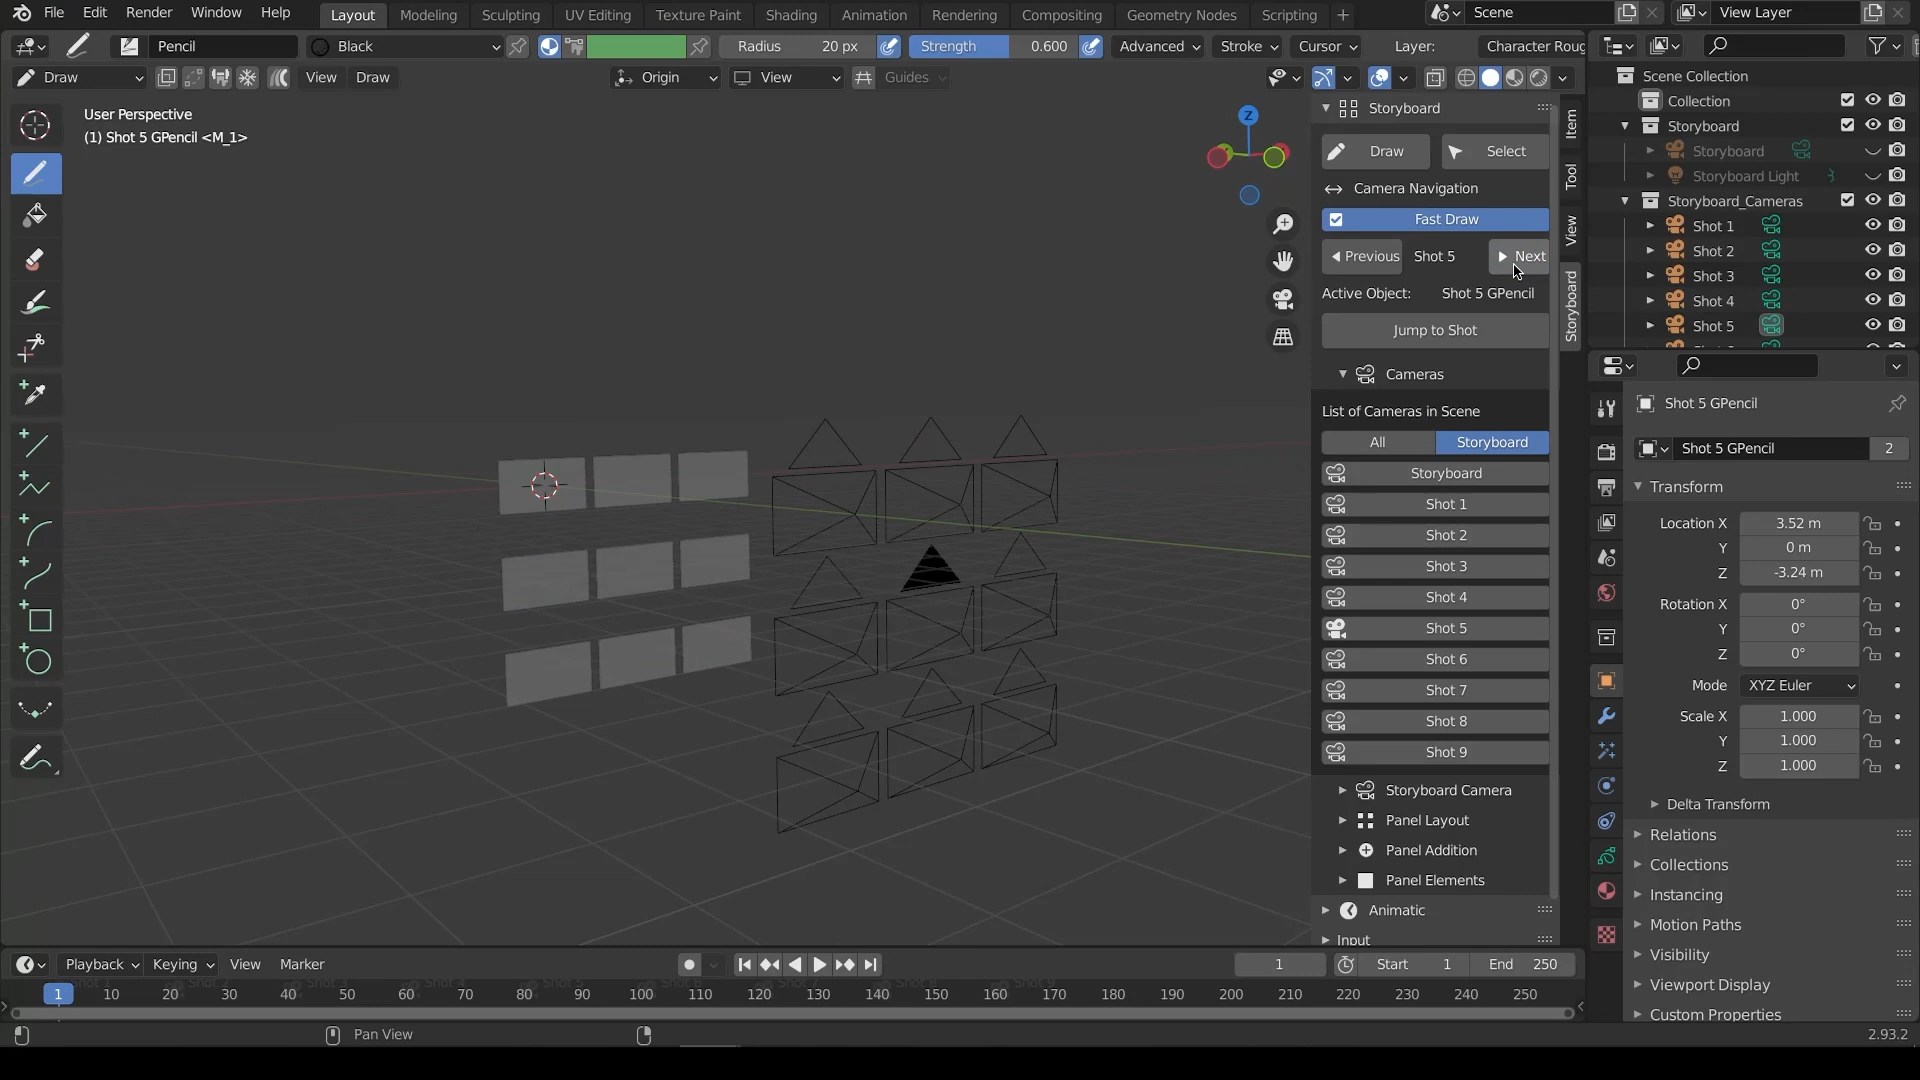 File Edit Render Window Help Layout Modeling Sculpting UV Editing Texture Paint Shading Animation Rendering Compositing Geometry Nodes Scripting + Scene View Layer
Pencil Black Radius 20 px Strength 0.600 Advanced Stroke Cursor Layer: Character Roug
Draw View Draw Origin View Guides
User Perspective
(1) Shot 5 GPencil <M_1>
Z
Storyboard
Draw Select
Camera Navigation
Fast Draw
Previous Shot 5 Next
Active Object: Shot 5 GPencil
Jump to Shot
Cameras
List of Cameras in Scene
All Storyboard
Storyboard
Shot 1
Shot 2
Shot 3
Shot 4
Shot 5
Shot 6
Shot 7
Shot 8
Shot 9
Storyboard Camera
Panel Layout
Panel Addition
Panel Elements
Animatic
Input
Item
Tool
View
Storyboard
Scene Collection
Collection
Storyboard
Storyboard
Storyboard Light
Storyboard_Cameras
Shot 1
Shot 2
Shot 3
Shot 4
Shot 5
Shot 5 GPencil
Shot 5 GPencil 2
Transform
Location X 3.52 m
Y 0 m
Z -3.24 m
Rotation X 0°
Y 0°
Z 0°
Mode XYZ Euler
Scale X 1.000
Y 1.000
Z 1.000
Delta Transform
Relations
Collections
Instancing
Motion Paths
Visibility
Viewport Display
Custom Properties
Playback Keying View Marker 1 Start 1 End 250
1 10 20 30 40 50 60 70 80 90 100 110 120 130 140 150 160 170 180 190 200 210 220 230 240 250
Pan View 2.93.2